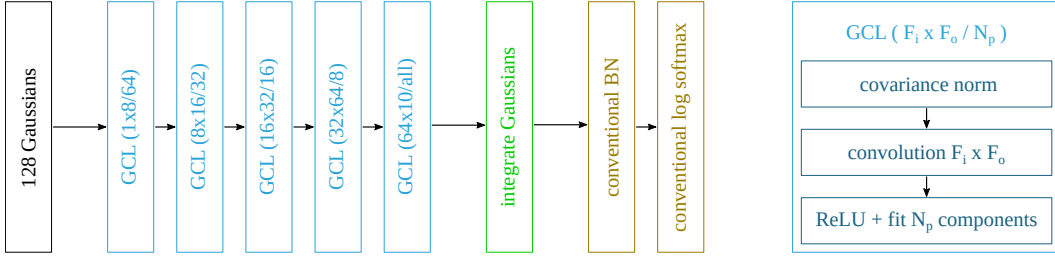 128 Gaussians
GCL (1x8/64)
GCL (8x16/32)
GCL (16x32/16)
GCL (32x64/8)
GCL (64x10/all)
integrate Gaussians
conventional BN
conventional log softmax
GCL ( Fᵢ x Fₒ / Nₚ )
covariance norm
convolution Fᵢ x Fₒ
ReLU + fit Nₚ components